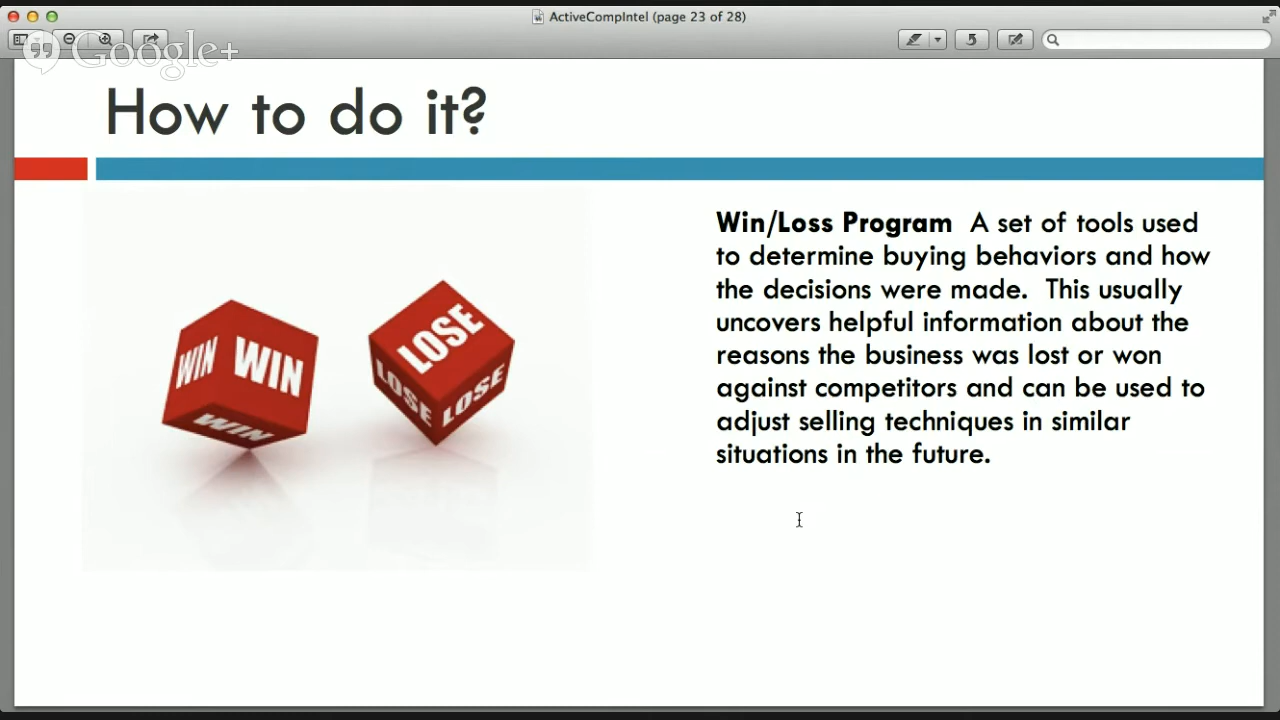 ActiveCompIntel (page 23 of 28)
Google+
How to do it?
WIN WIN
WIN
LOSE
LOSE LOSE
Win/Loss Program A set of tools used
to determine buying behaviors and how
the decisions were made. This usually
uncovers helpful information about the
reasons the business was lost or won
against competitors and can be used to
adjust selling techniques in similar
situations in the future.